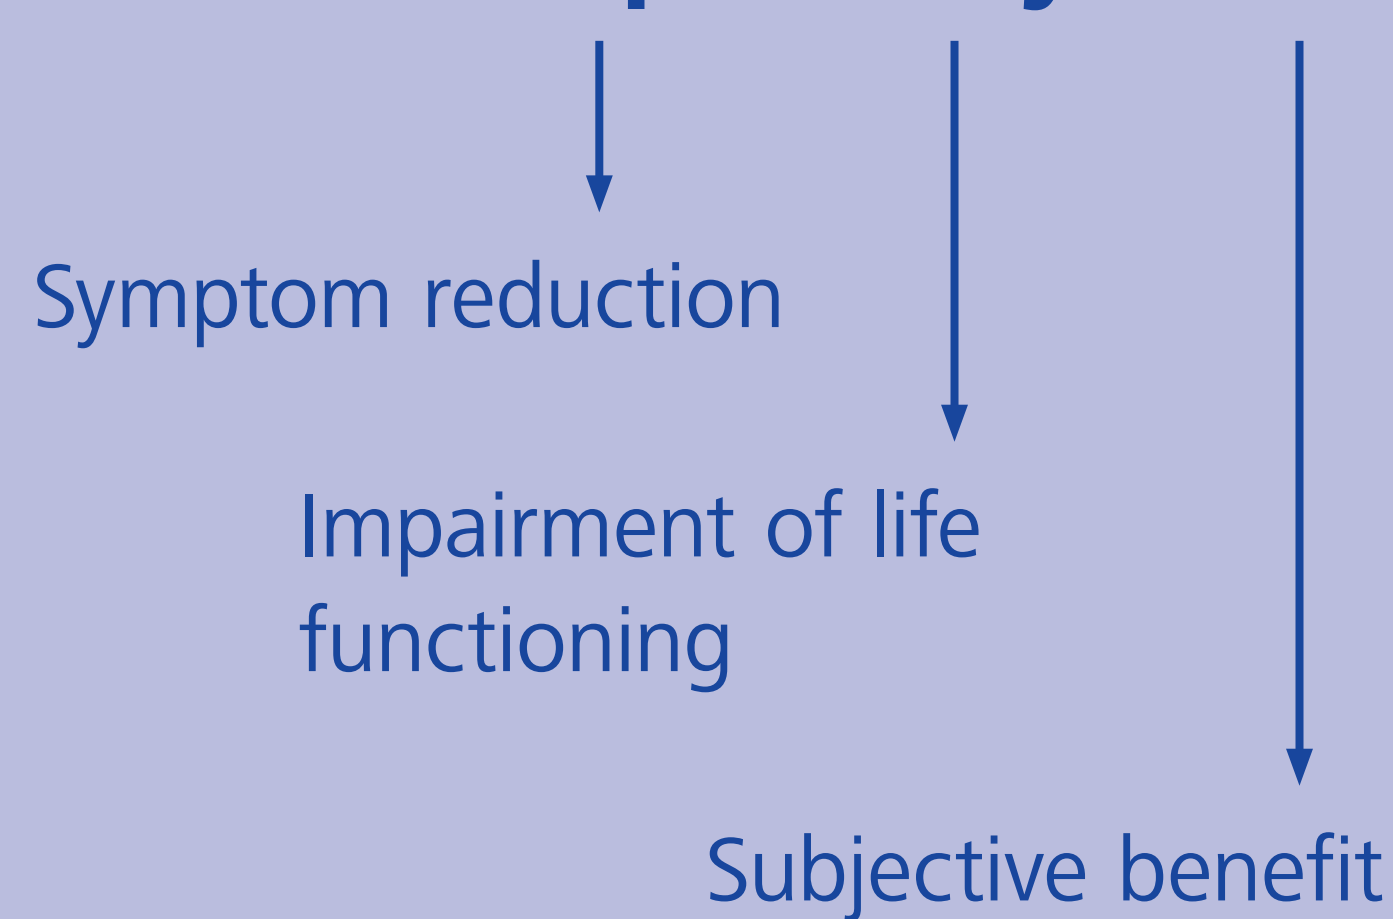 Symptom reduction
Impairment of life
functioning
Subjective benefit